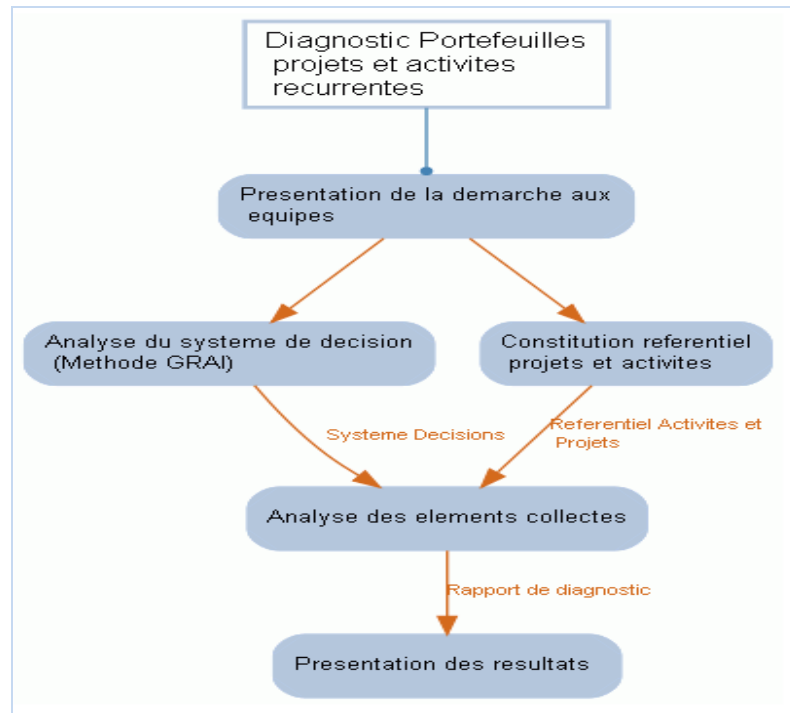 Diagnostic Portefeuilles
projets et activites
recurrentes
Presentation de la demarche aux
equipes
Analyse du systeme de decision
(Methode GRAI)
Constitution referentiel
projets et activites
Systeme Decisions
Referentiel Activites et
Projets
Analyse des elements collectes
Rapport de diagnostic
Presentation des resultats